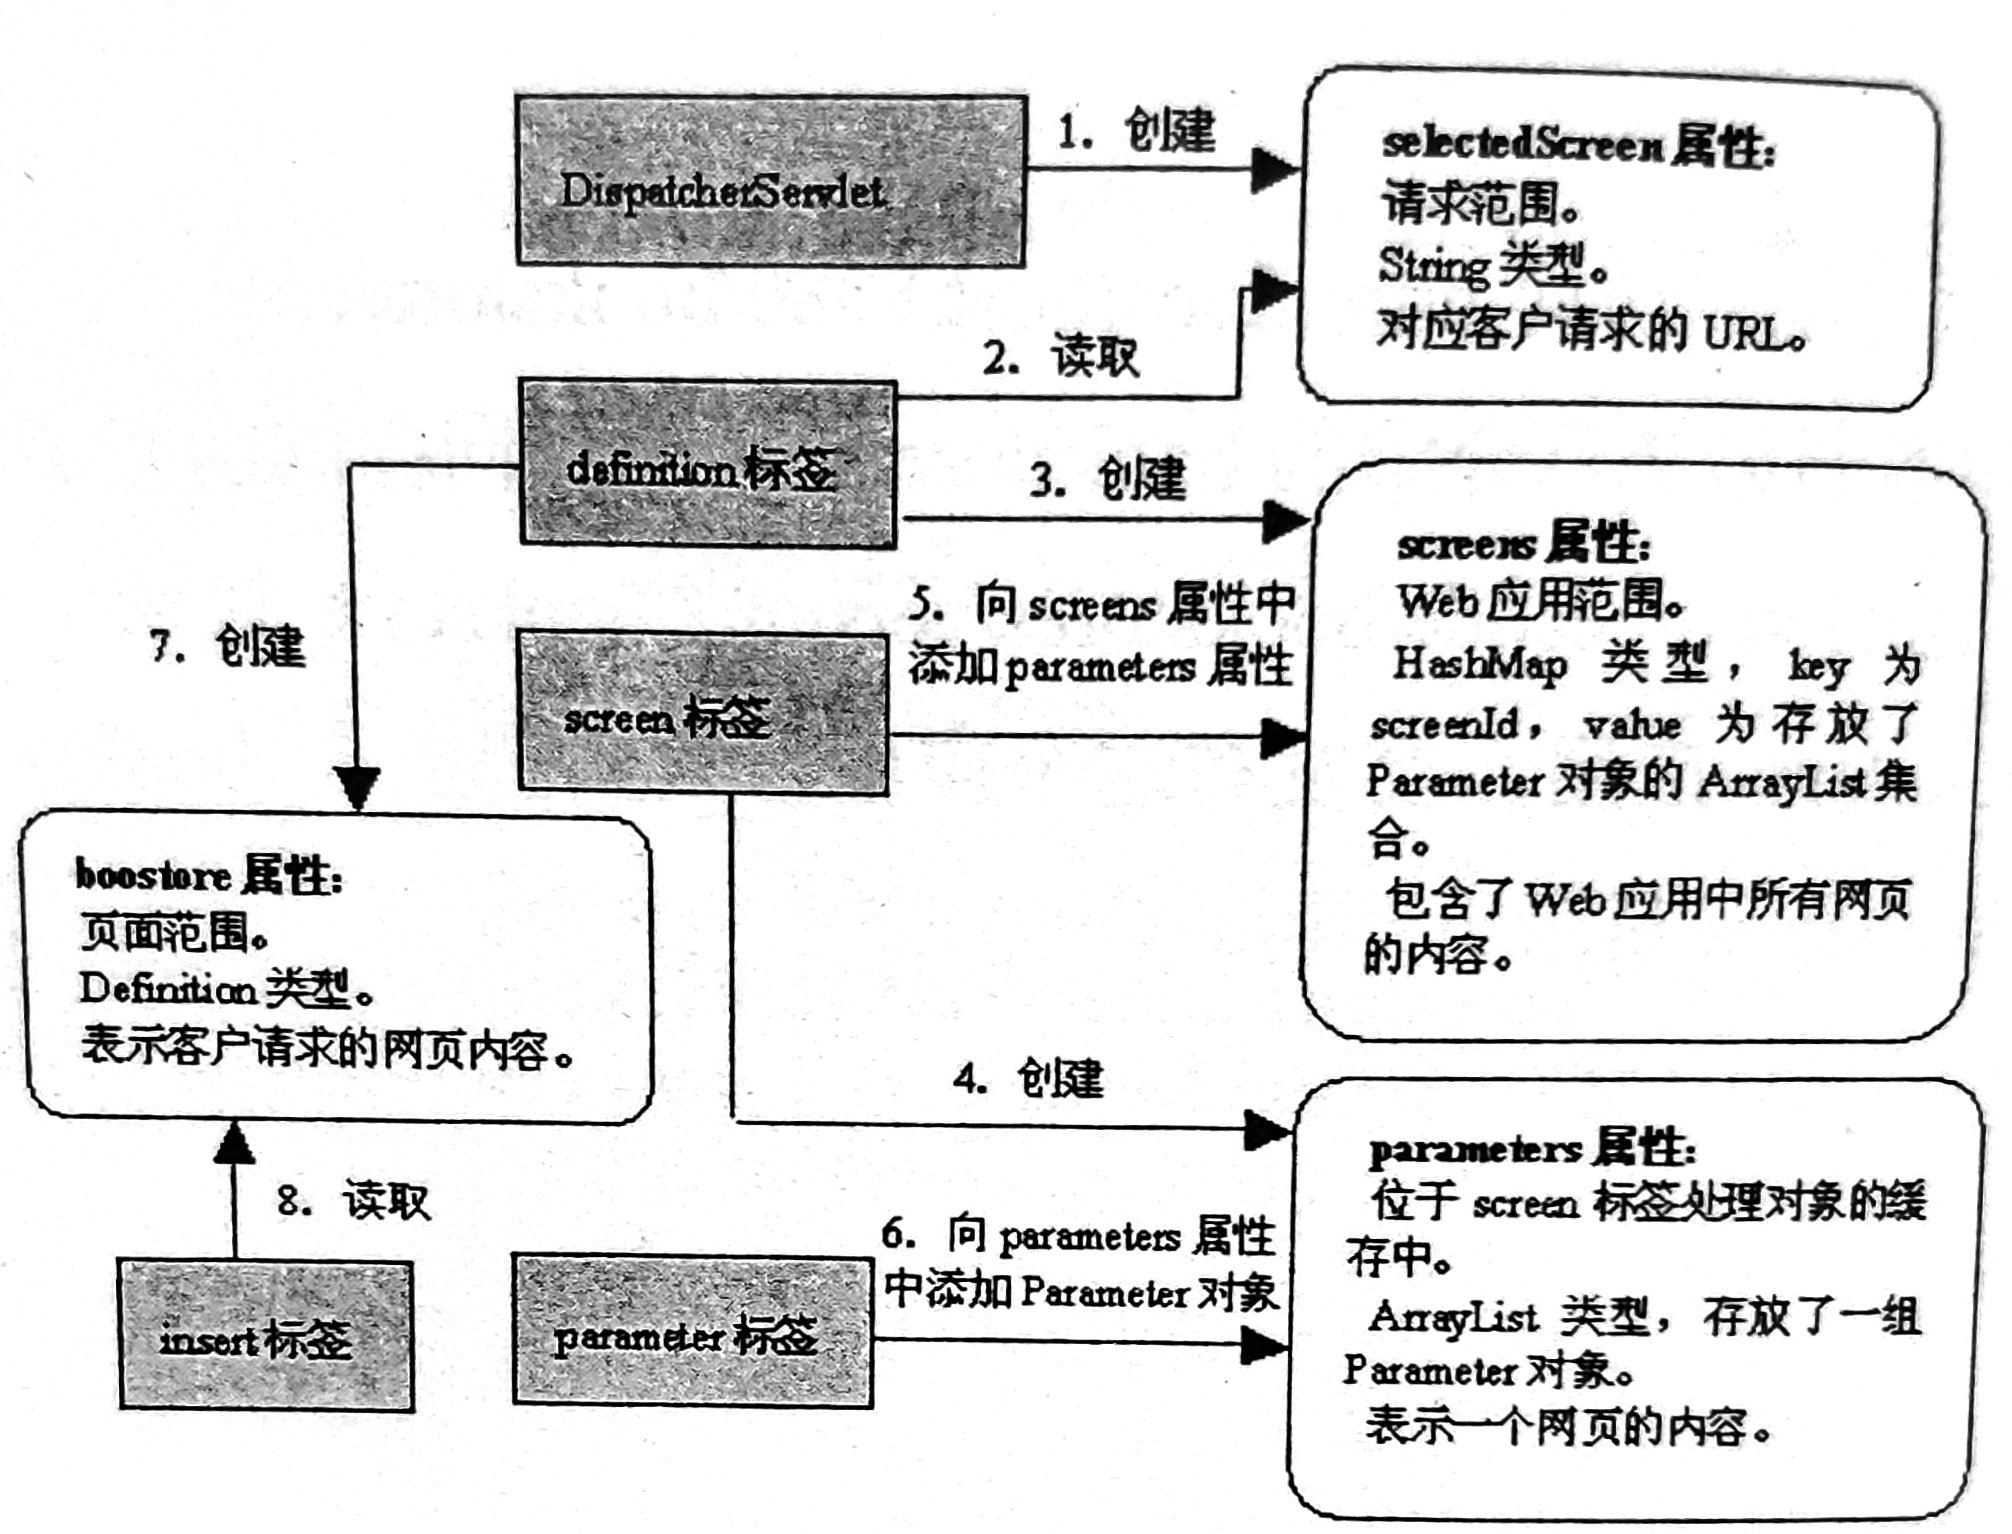 DispatcherServlet
1. 创建
selectedScreen 属性:
请求范围。
String 类型。
对应客户请求的 URL。
2. 读取
definition 标签
3. 创建
screens 属性:
Web 应用范围。
HashMap 类型，key 为
screenId，value 为存放了
Parameter 对象的 ArrayList 集
合。
包含了 Web 应用中所有网页
的内容。
5. 向 screens 属性中
添加 parameters 属性
screen 标签
7. 创建
boostore 属性:
页面范围。
Definition 类型。
表示客户请求的网页内容。
4. 创建
parameters 属性:
位于 screen 标签处理对象的缓
存中。
ArrayList 类型，存放了一组
Parameter 对象。
表示一个网页的内容。
8. 读取
6. 向 parameters 属性
中添加 Parameter 对象
insert 标签
parameter 标签